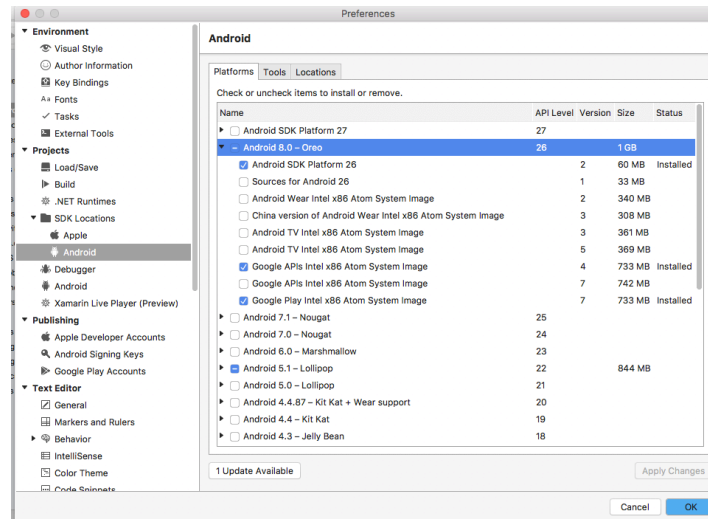 Preferences
Environment
Visual Style
Author Information
Key Bindings
Aa Fonts
Tasks
External Tools
Projects
Load/Save
Build
.NET Runtimes
SDK Locations
Apple
Android
Debugger
Android
Xamarin Live Player (Preview)
Publishing
Apple Developer Accounts
Android Signing Keys
Google Play Accounts
Text Editor
General
Markers and Rulers
Behavior
IntelliSense
Color Theme
Code Snippets
Android
Platforms Tools Locations
Check or uncheck items to install or remove.
Name API Level Version Size Status
Android SDK Platform 27 27
Android 8.0 – Oreo 26 1 GB
Android SDK Platform 26 2 60 MB Installed
Sources for Android 26 1 33 MB
Android Wear Intel x86 Atom System Image 2 340 MB
China version of Android Wear Intel x86 Atom System Image 3 308 MB
Android TV Intel x86 Atom System Image 3 361 MB
Android TV Intel x86 Atom System Image 5 369 MB
Google APIs Intel x86 Atom System Image 4 733 MB Installed
Google APIs Intel x86 Atom System Image 7 742 MB
Google Play Intel x86 Atom System Image 7 733 MB Installed
Android 7.1 – Nougat 25
Android 7.0 – Nougat 24
Android 6.0 – Marshmallow 23
Android 5.1 – Lollipop 22 844 MB
Android 5.0 – Lollipop 21
Android 4.4.87 – Kit Kat + Wear support 20
Android 4.4 – Kit Kat 19
Android 4.3 – Jelly Bean 18
1 Update Available
Apply Changes
Cancel OK